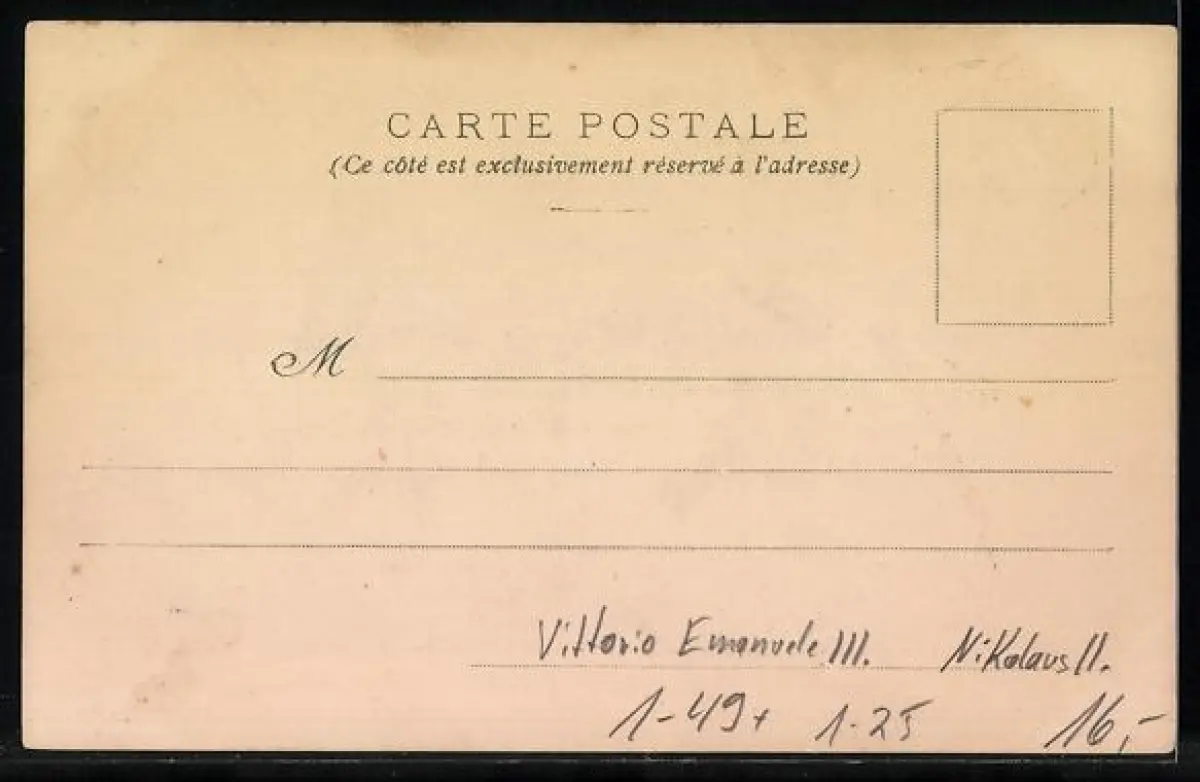 CARTE POSTALE
(Ce côté est exclusivement réservé à l'adresse)
M
Vittorio Emanuele III. Nikolaus II.
1-49+ 1-25 16,-